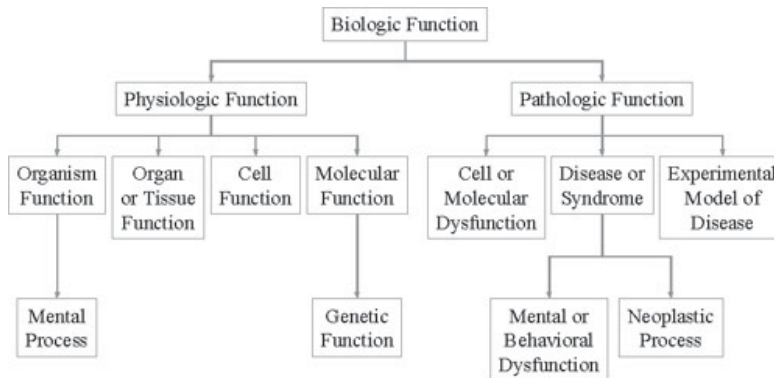 Biologic Function
Physiologic Function
Pathologic Function
Organism
Function
Organ
or Tissue
Function
Cell
Function
Molecular
Function
Cell or
Molecular
Dysfunction
Disease or
Syndrome
Experimental
Model of
Disease
Mental
Process
Genetic
Function
Mental or
Behavioral
Dysfunction
Neoplastic
Process